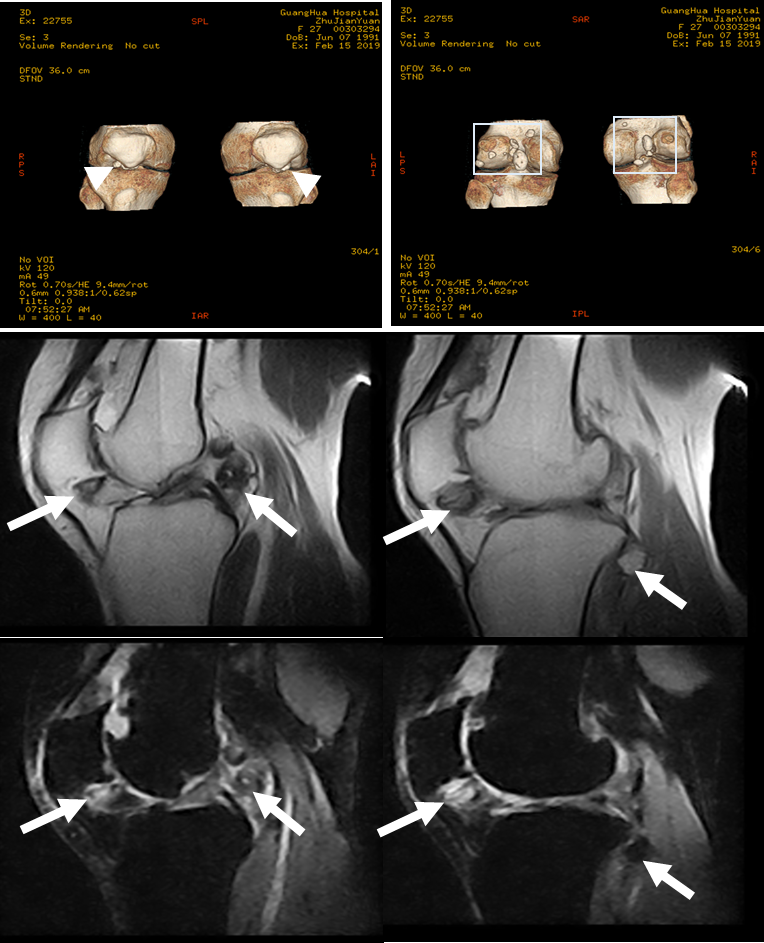 3D
Ex: 22755
Se: 3
Volume Rendering No cut
DFOV 36.0 cm
STND
SPL
GuangHua Hospital
ZhuJianYuan
F 27 00303294
DoB: Jun 07 1991
Ex: Feb 15 2019
R
P
S
L
A
I
304/1
No VOI
kV 120
mA 49
Rot 0.70s/HE 9.4mm/rot
0.6mm 0.938:1/0.62sp
Tilt: 0.0
07:52:27 AM
W = 400 L = 40
IAR
3D
Ex: 22755
Se: 3
Volume Rendering No cut
DFOV 36.0 cm
STND
SAR
GuangHua Hospital
ZhuJianYuan
F 27 00303294
DoB: Jun 07 1991
Ex: Feb 15 2019
L
P
S
R
A
I
304/6
No VOI
kV 120
mA 49
Rot 0.70s/HE 9.4mm/rot
0.6mm 0.938:1/0.62sp
Tilt: 0.0
07:52:27 AM
W = 400 L = 40
IPL